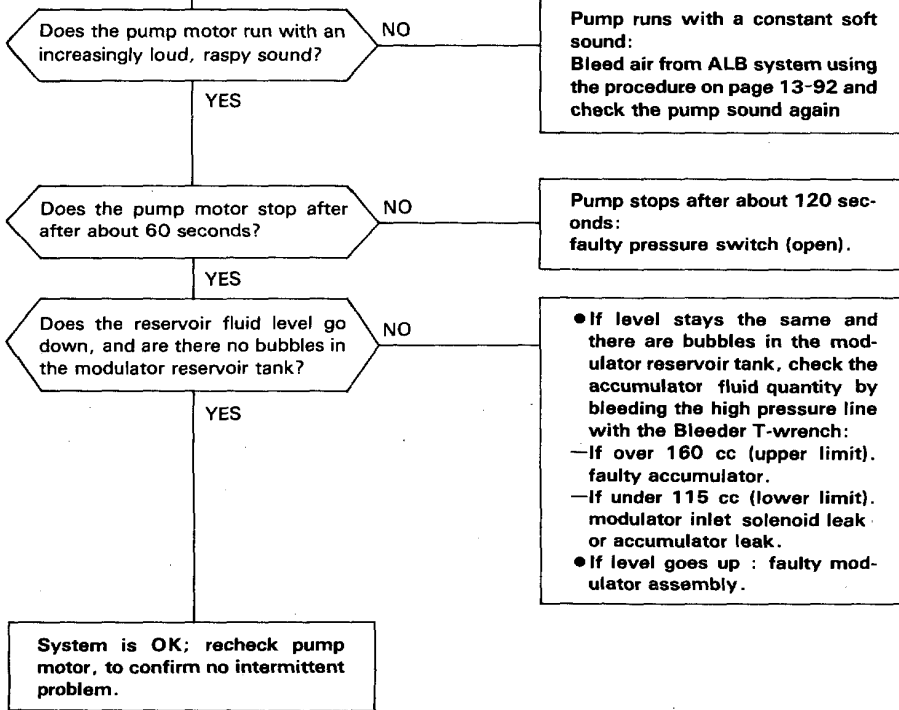 Does the pump motor run with an
increasingly loud, raspy sound?
NO
Pump runs with a constant soft
sound:
Bleed air from ALB system using
the procedure on page 13-92 and
check the pump sound again
YES
Does the pump motor stop after
after about 60 seconds?
NO
Pump stops after about 120 sec-
onds:
faulty pressure switch (open).
YES
Does the reservoir fluid level go
down, and are there no bubbles in
the modulator reservoir tank?
NO
●If level stays the same and
there are bubbles in the mod-
ulator reservoir tank, check the
accumulator fluid quantity by
bleeding the high pressure line
with the Bleeder T-wrench:
—If over 160 cc (upper limit).
faulty accumulator.
—If under 115 cc (lower limit).
modulator inlet solenoid leak
or accumulator leak.
●If level goes up : faulty mod-
ulator assembly.
YES
System is OK; recheck pump
motor, to confirm no intermittent
problem.